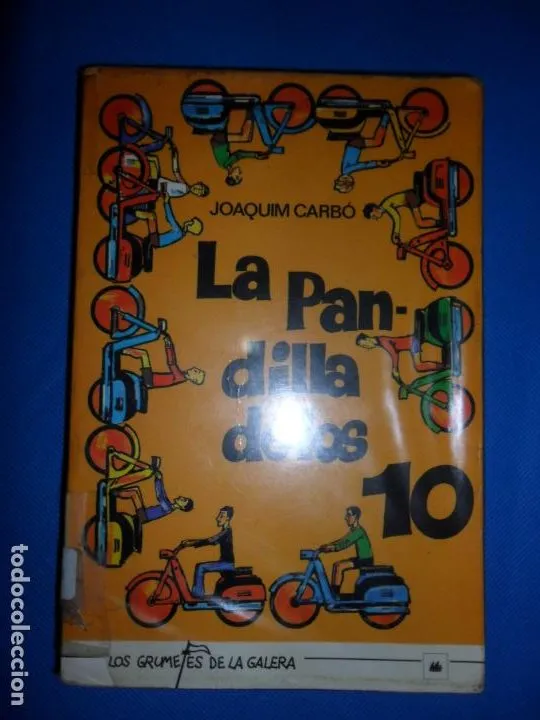 JOAQUIM CARBÓ
La Pan-
dilla
de los
10
LOS GRUMETES DE LA GALERA
todocoleccion